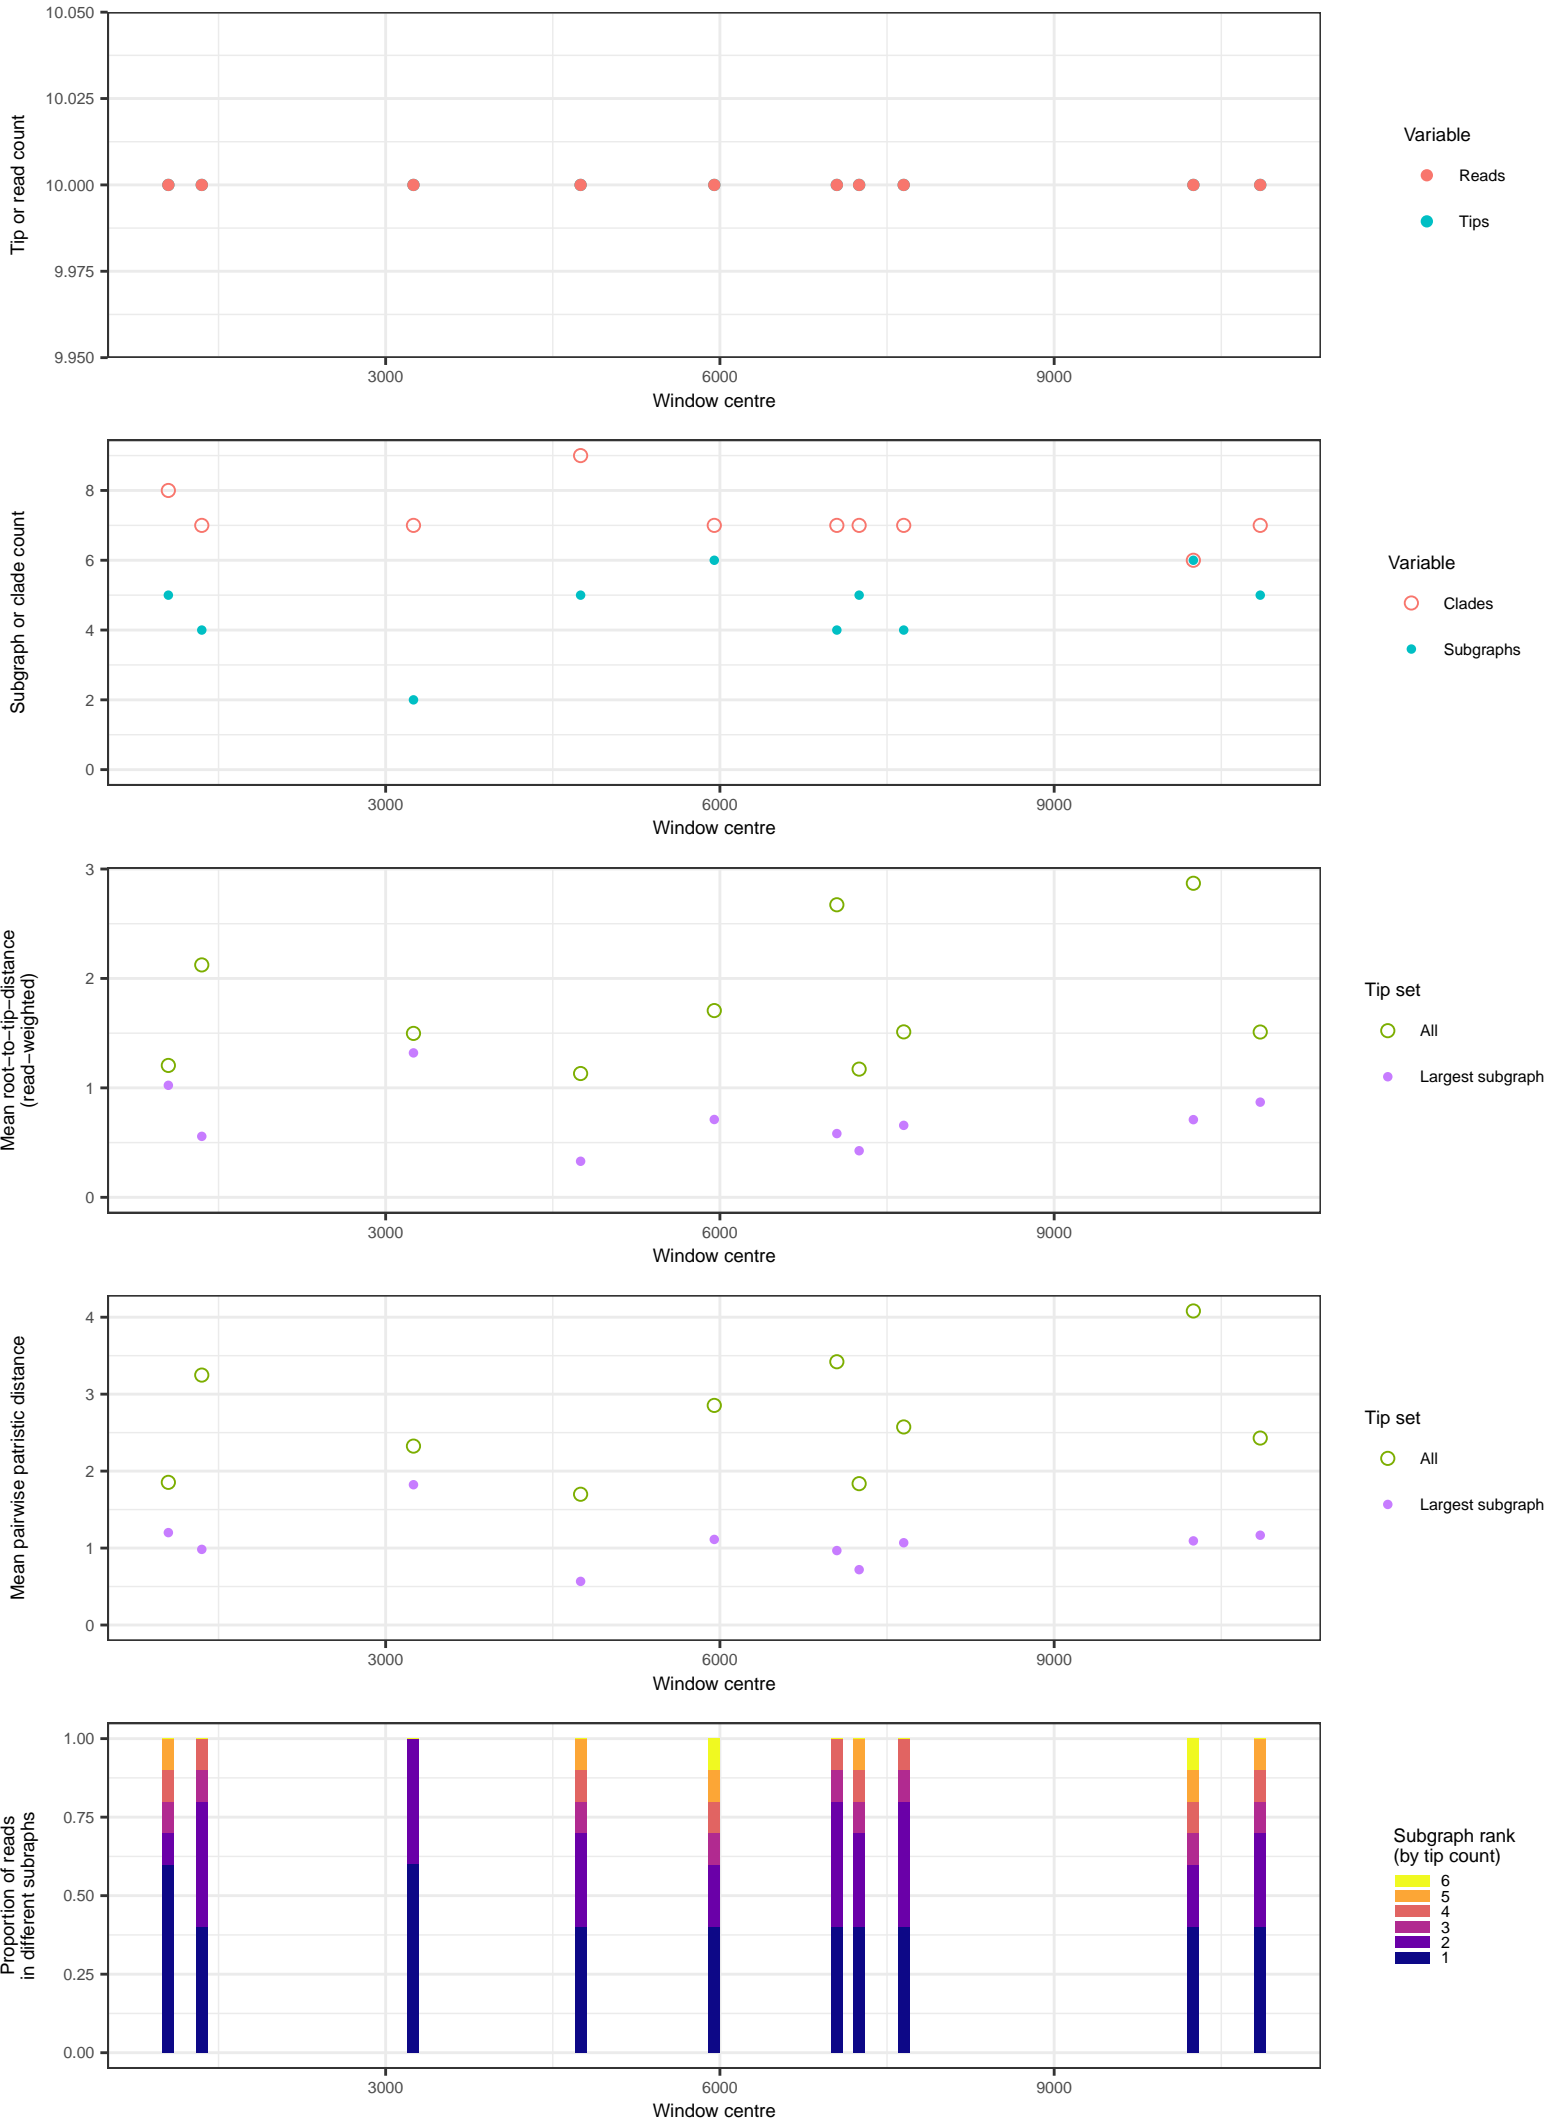 10.050
10.025
10.000
9.975
9.950
Tip or read count
3000 6000 9000
Window centre
Variable
Reads
Tips
8
6
4
2
0
Subgraph or clade count
3000 6000 9000
Window centre
Variable
Clades
Subgraphs
3
2
1
0
Mean root−to−tip−distance
(read−weighted)
3000 6000 9000
Window centre
Tip set
All
Largest subgraph
4
3
2
1
0
Mean pairwise patristic distance
3000 6000 9000
Window centre
Tip set
All
Largest subgraph
1.00
0.75
0.50
0.25
0.00
Proportion of reads
in different subraphs
3000 6000 9000
Window centre
Subgraph rank
(by tip count)
6
5
4
3
2
1